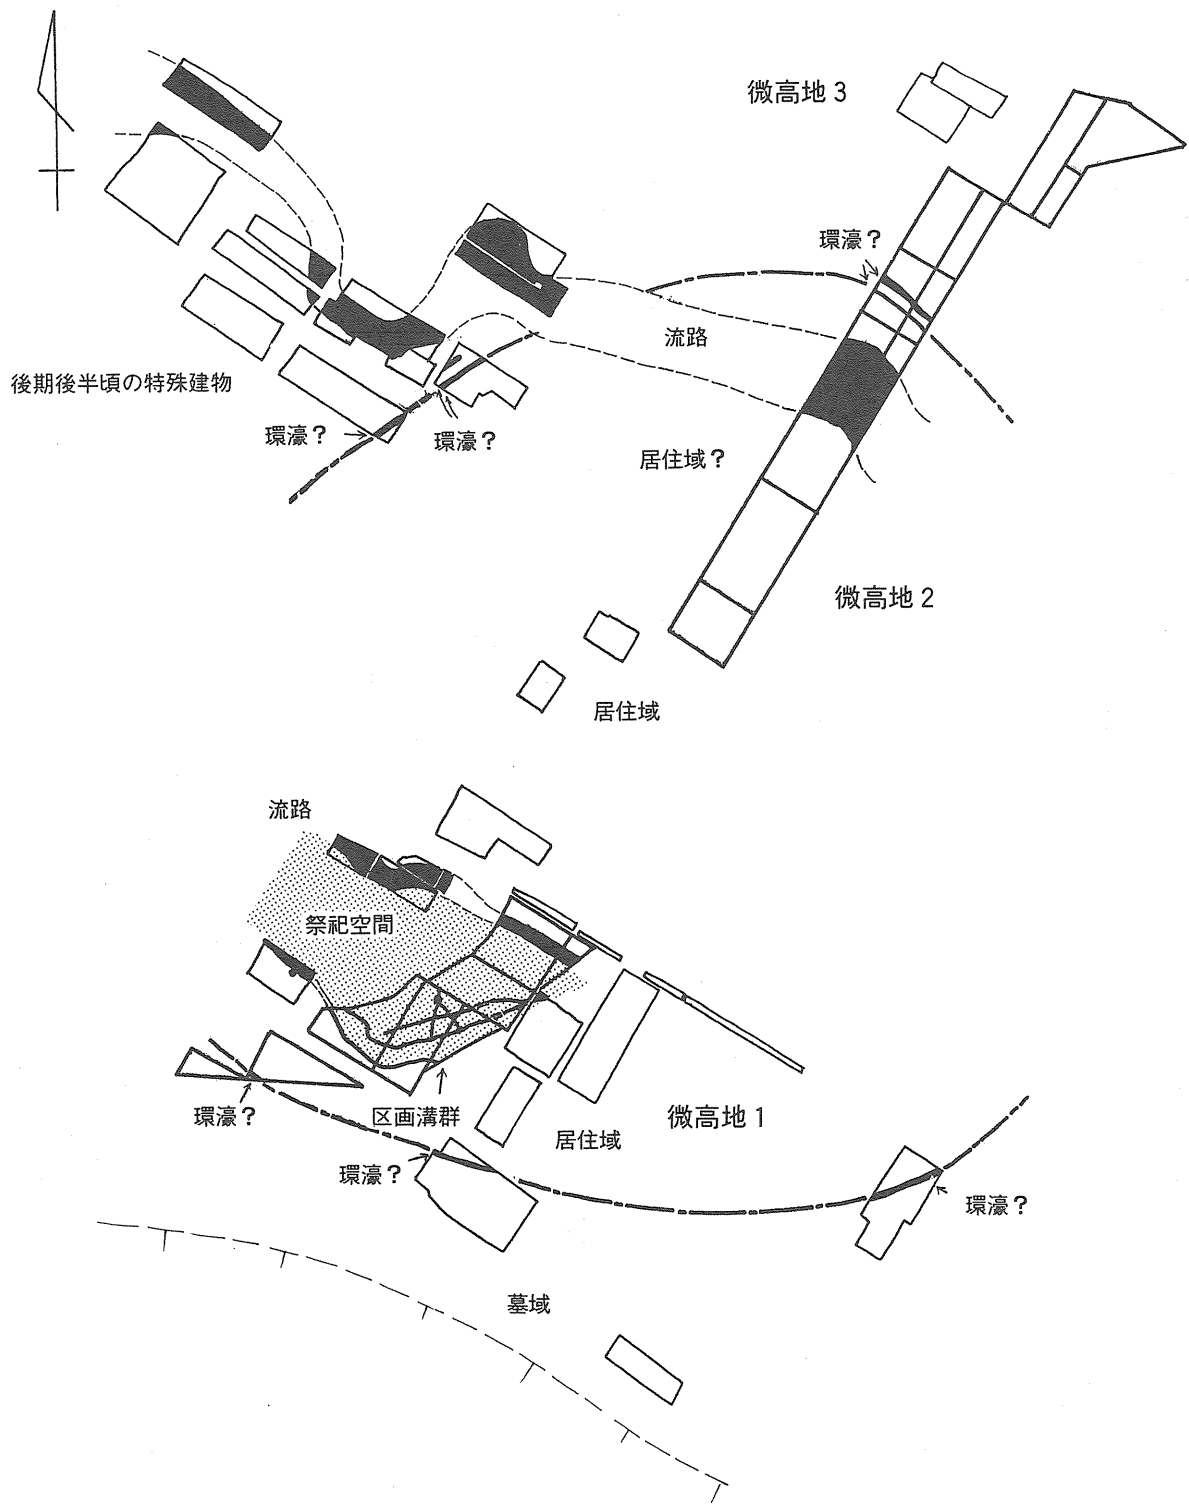 微高地 3
環濠？
流路
後期後半頃の特殊建物
環濠？
環濠？
居住域？
微高地 2
居住域
流路
祭祀空間
環濠？
区画溝群
微高地 1
居住域
環濠？
環濠？
墓域